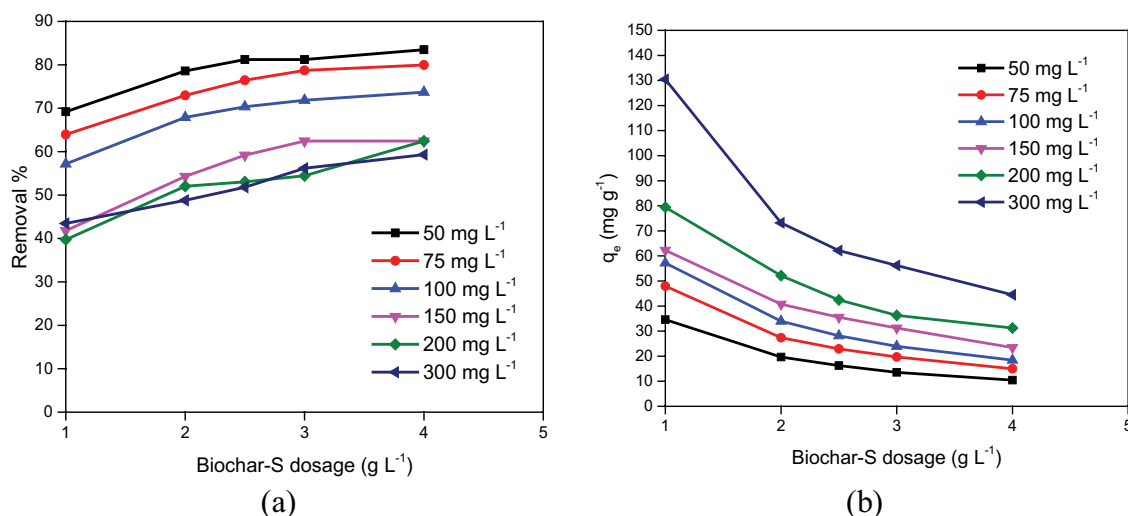 90
80
70
60
50
40
30
20
10
0
Removal %
50 mg L⁻¹
75 mg L⁻¹
100 mg L⁻¹
150 mg L⁻¹
200 mg L⁻¹
300 mg L⁻¹
1 2 3 4 5
Biochar-S dosage (g L⁻¹)
(a)
150
140
130
120
110
100
90
80
70
60
50
40
30
20
10
0
qₑ (mg g⁻¹)
50 mg L⁻¹
75 mg L⁻¹
100 mg L⁻¹
150 mg L⁻¹
200 mg L⁻¹
300 mg L⁻¹
1 2 3 4 5
Biochar-S dosage (g L⁻¹)
(b)